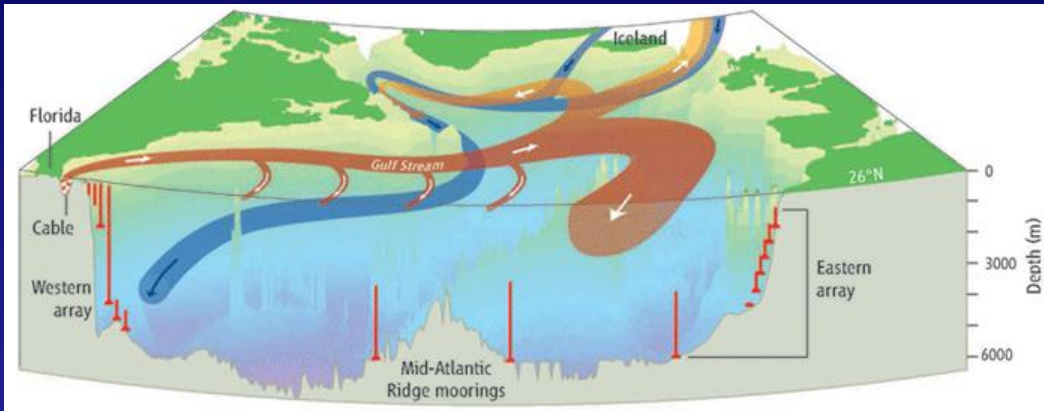 Iceland
Florida
Gulf Stream
26°N
0
Cable
Western
array
Eastern
array
3000
Depth (m)
6000
Mid-Atlantic
Ridge moorings